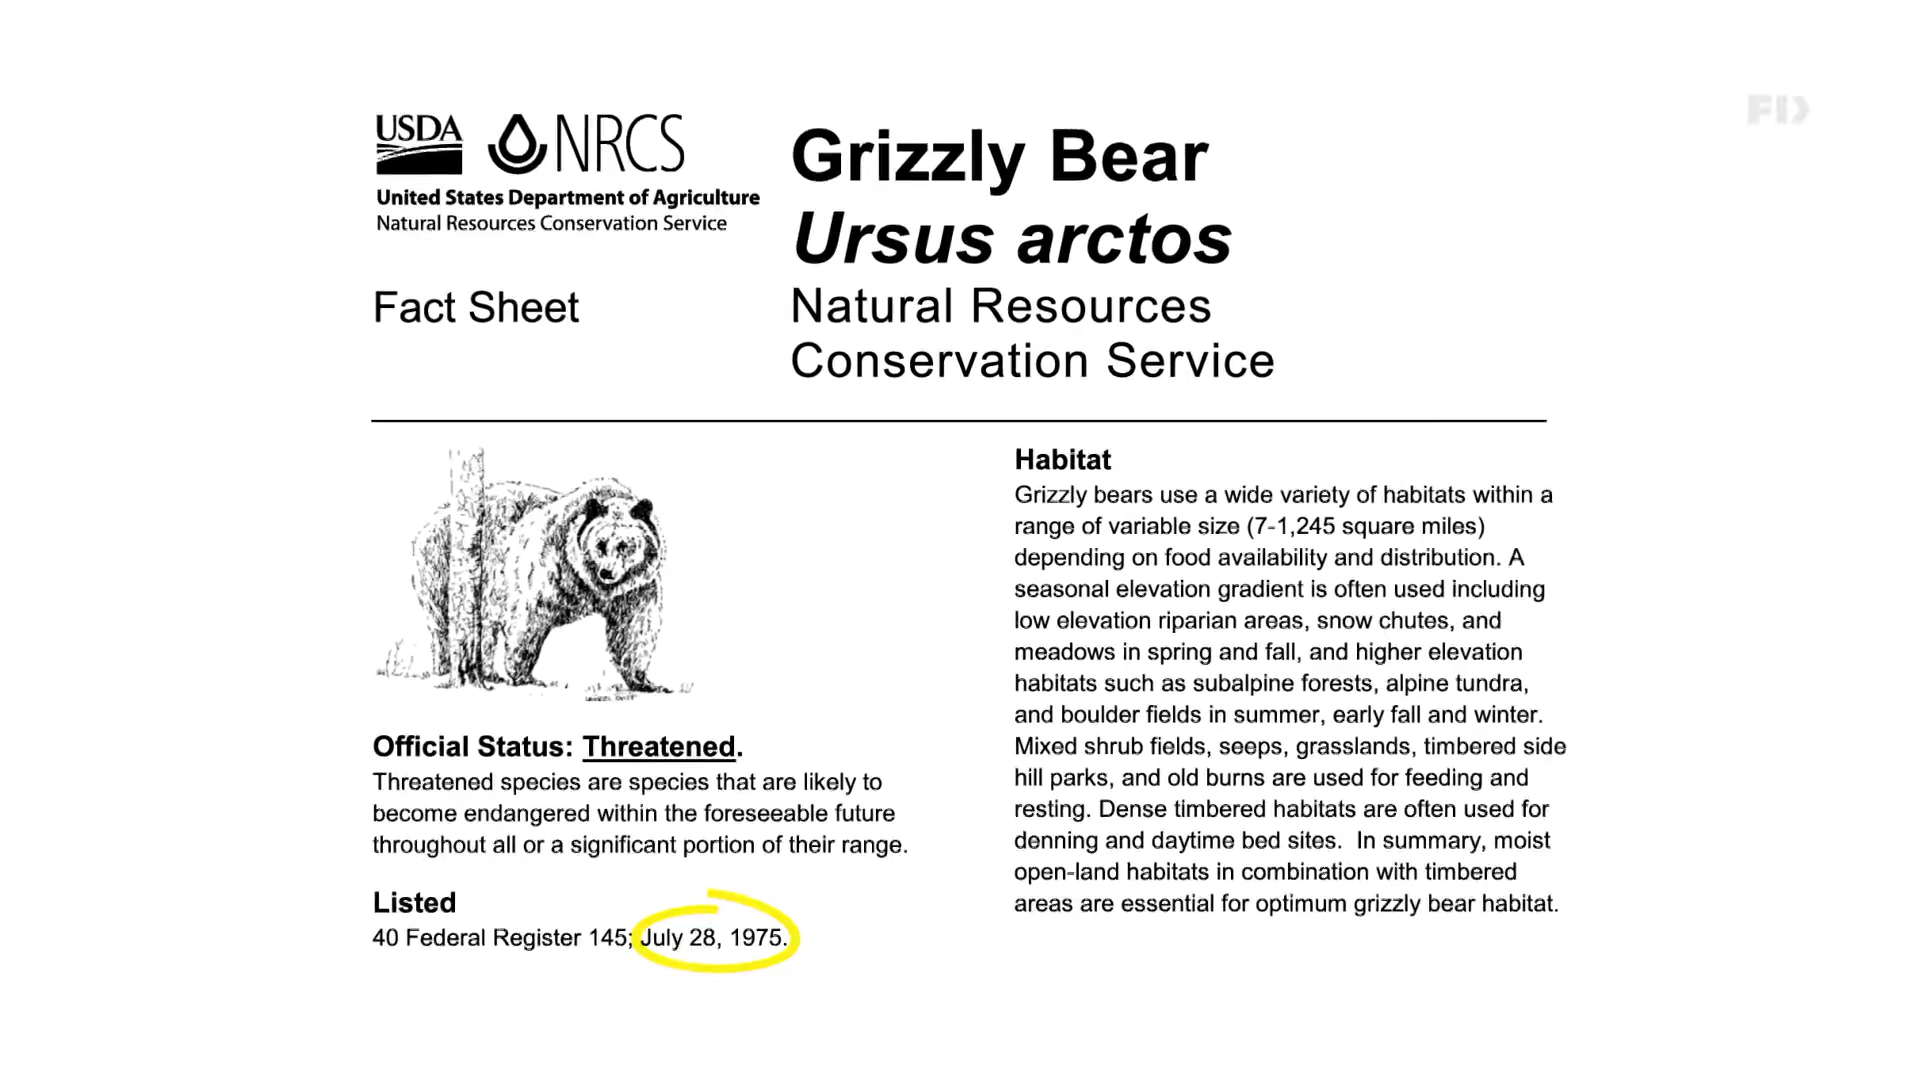 USDA NRCS
United States Department of Agriculture
Natural Resources Conservation Service
Fact Sheet
Grizzly Bear
Ursus arctos
Natural Resources
Conservation Service
Official Status: Threatened.
Threatened species are species that are likely to
become endangered within the foreseeable future
throughout all or a significant portion of their range.
Listed
40 Federal Register 145; July 28, 1975.
Habitat
Grizzly bears use a wide variety of habitats within a
range of variable size (7-1,245 square miles)
depending on food availability and distribution. A
seasonal elevation gradient is often used including
low elevation riparian areas, snow chutes, and
meadows in spring and fall, and higher elevation
habitats such as subalpine forests, alpine tundra,
and boulder fields in summer, early fall and winter.
Mixed shrub fields, seeps, grasslands, timbered side
hill parks, and old burns are used for feeding and
resting. Dense timbered habitats are often used for
denning and daytime bed sites.  In summary, moist
open-land habitats in combination with timbered
areas are essential for optimum grizzly bear habitat.